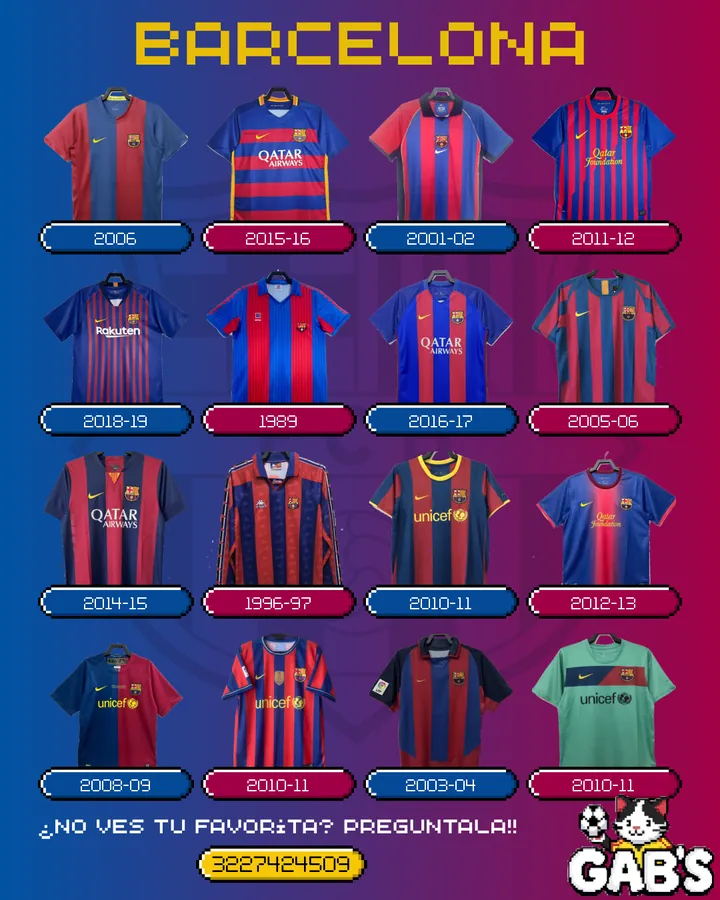 BARCELONA
QATAR
AIRWAYS
Qatar
Foundation
2006
2015-16
2001-02
2011-12
Rakuten
QATAR
AIRWAYS
2018-19
1989
2016-17
2005-06
QATAR
AIRWAYS
unicef
Qatar
Foundation
2014-15
1996-97
2010-11
2012-13
unicef
unicef
unicef
2008-09
2010-11
2003-04
2010-11
¿NO VES TU FAVORiTA? PREGUNTALA!!
3227424509
GAB'S